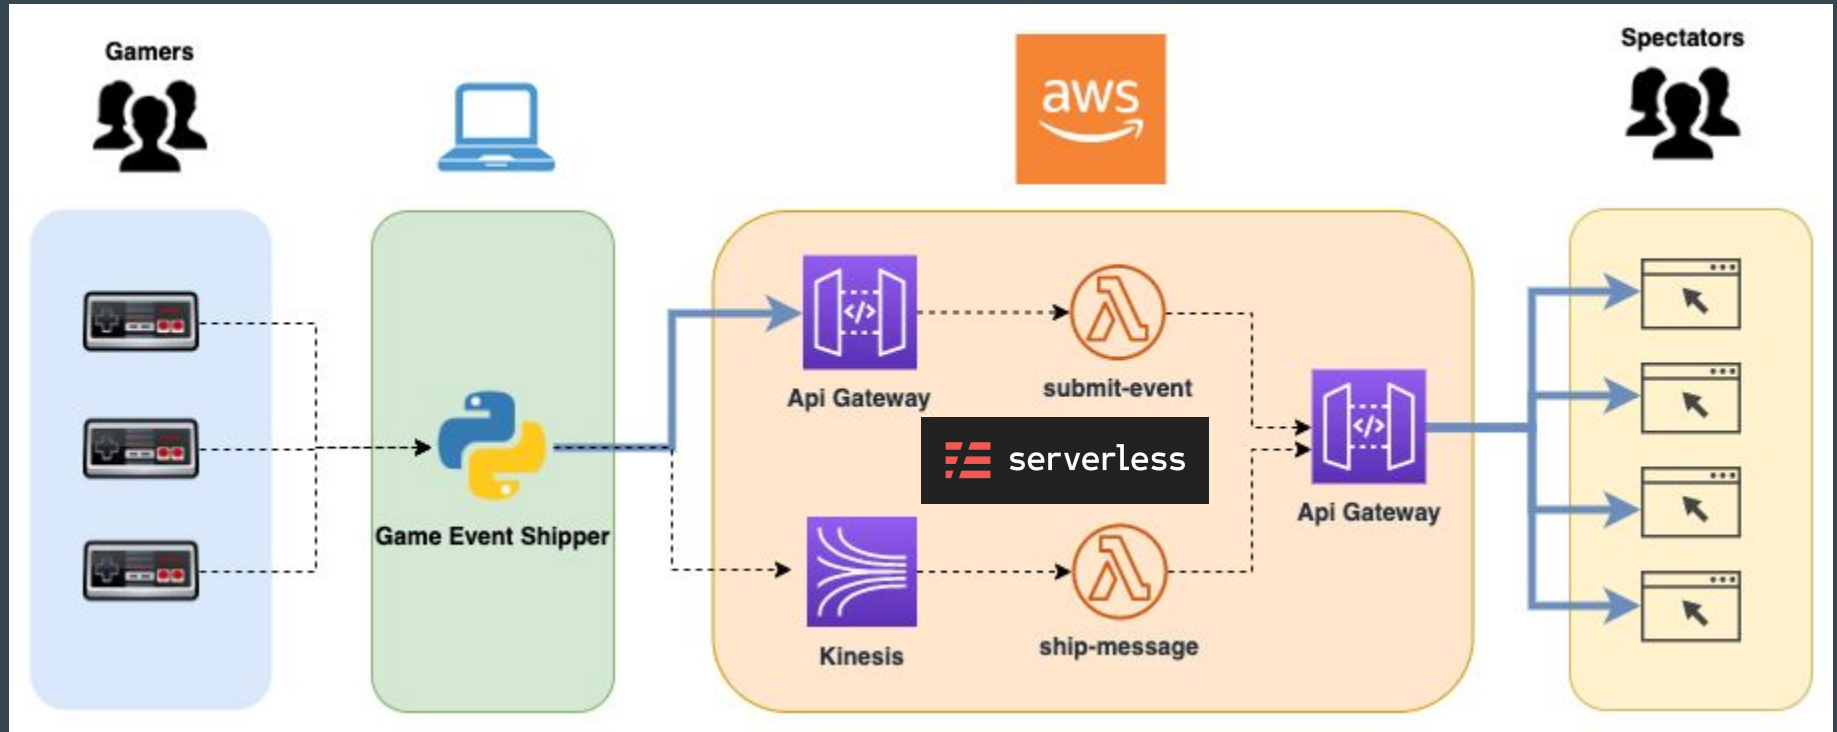 Gamers
aws
Spectators
Api Gateway
submit-event
serverless
Game Event Shipper
Api Gateway
Kinesis
ship-message